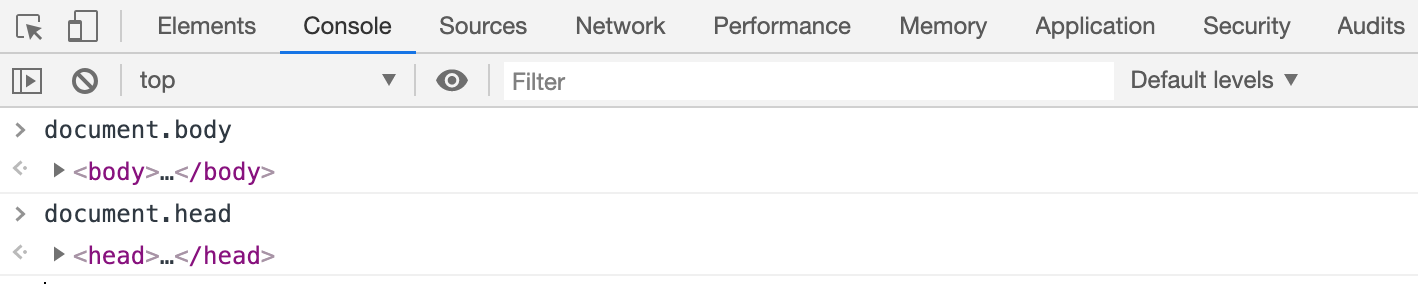 Elements Console Sources Network Performance Memory Application Security Audits
top Filter Default levels
> document.body
<body>…</body>
> document.head
<head>…</head>